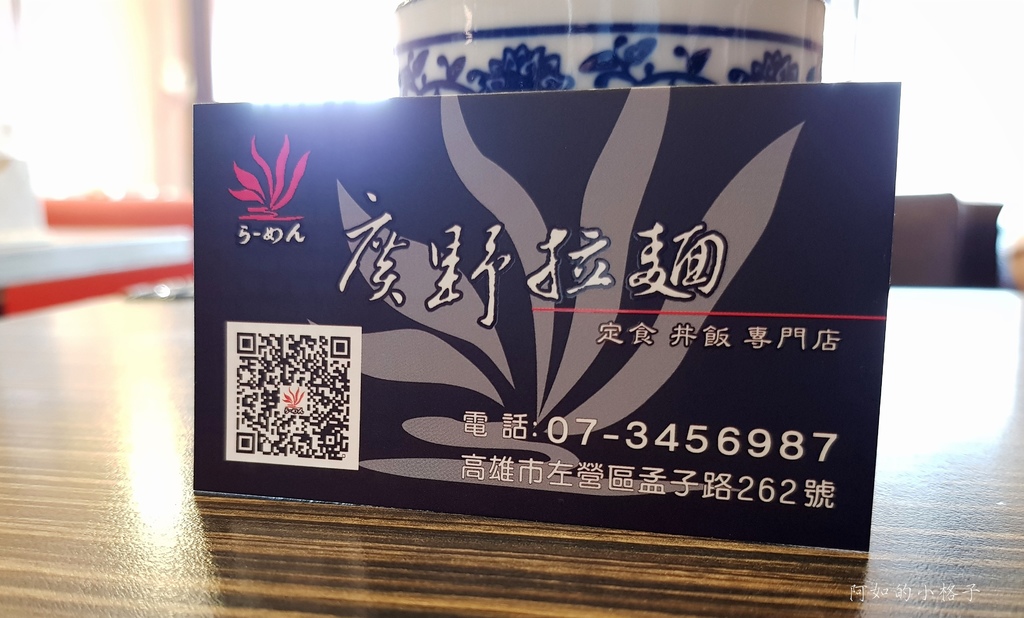 らーめん
廣野拉麵
定食 丼飯 專門店
電 話:07-3456987
高雄市左營區孟子路262號
阿如的小格子